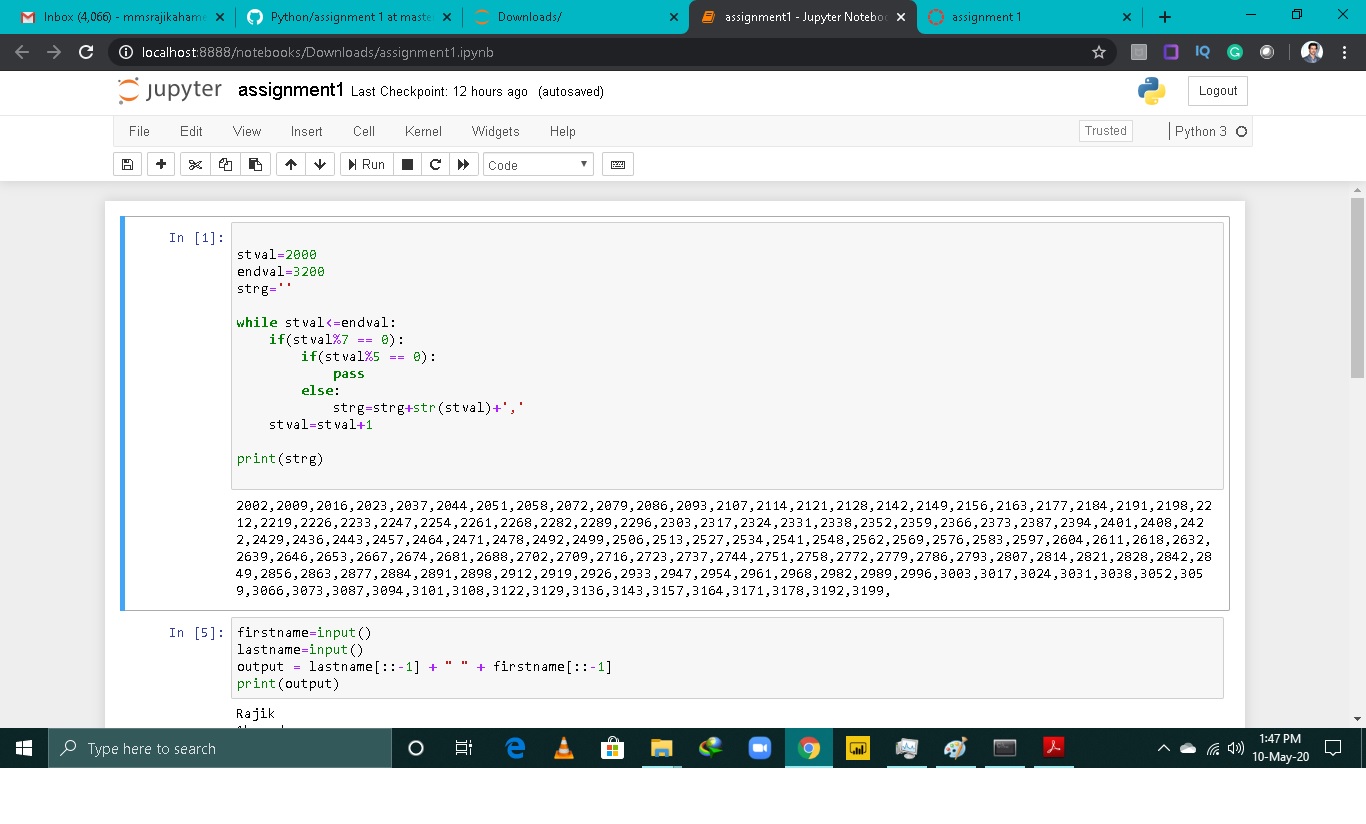 Inbox (4,066) - mmsrajikahame
Python/assignment 1 at maste
Downloads/
assignment1 - Jupyter Noteboo
assignment 1
localhost:8888/notebooks/Downloads/assignment1.ipynb
IQ
jupyter assignment1 Last Checkpoint: 12 hours ago (autosaved)
Logout
File Edit View Insert Cell Kernel Widgets Help
Trusted
Python 3
Run
Code
In [1]:
stval=2000
endval=3200
strg=''
while stval<=endval:
    if(stval%7 == 0):
        if(stval%5 == 0):
            pass
        else:
            strg=strg+str(stval)+','
    stval=stval+1
print(strg)
2002,2009,2016,2023,2037,2044,2051,2058,2072,2079,2086,2093,2107,2114,2121,2128,2142,2149,2156,2163,2177,2184,2191,2198,22
12,2219,2226,2233,2247,2254,2261,2268,2282,2289,2296,2303,2317,2324,2331,2338,2352,2359,2366,2373,2387,2394,2401,2408,242
2,2429,2436,2443,2457,2464,2471,2478,2492,2499,2506,2513,2527,2534,2541,2548,2562,2569,2576,2583,2597,2604,2611,2618,2632,
2639,2646,2653,2667,2674,2681,2688,2702,2709,2716,2723,2737,2744,2751,2758,2772,2779,2786,2793,2807,2814,2821,2828,2842,28
49,2856,2863,2877,2884,2891,2898,2912,2919,2926,2933,2947,2954,2961,2968,2982,2989,2996,3003,3017,3024,3031,3038,3052,305
9,3066,3073,3087,3094,3101,3108,3122,3129,3136,3143,3157,3164,3171,3178,3192,3199,
In [5]:
firstname=input()
lastname=input()
output = lastname[::-1] + " " + firstname[::-1]
print(output)
Rajik
Type here to search
1:47 PM
10-May-20